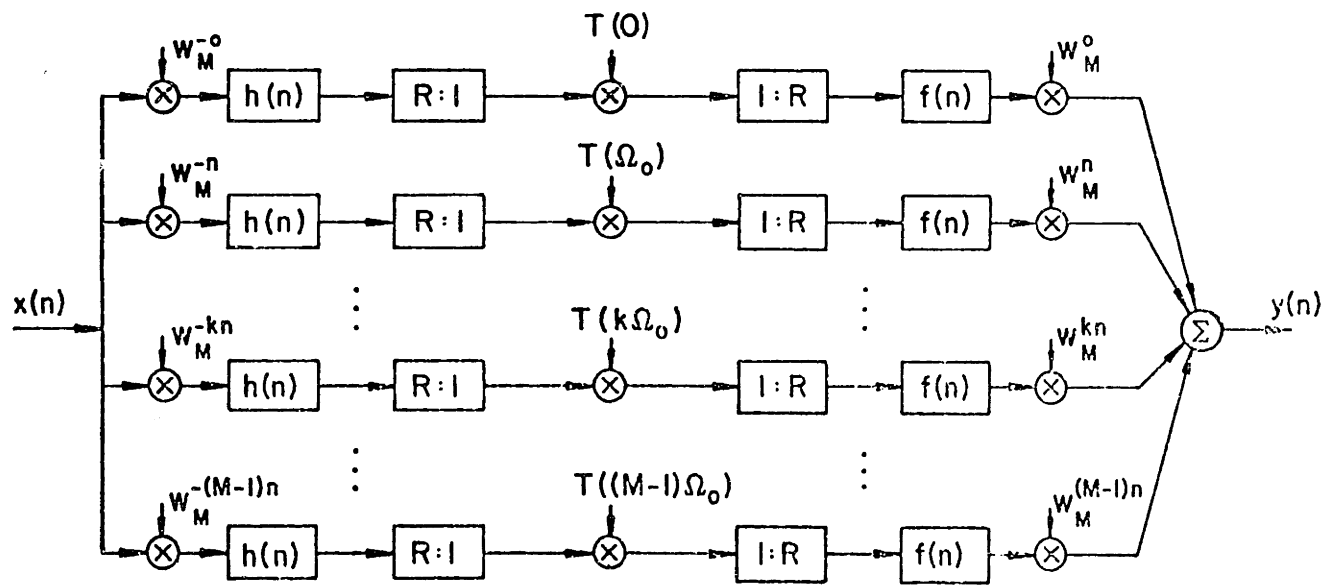 T(0)
W_M^{-0} W_M^0
h(n) R:1 1:R f(n)
T(Ω_0)
W_M^{-n} W_M^n
h(n) R:1 1:R f(n)
x(n) T(kΩ_0) y(n)
W_M^{-kn} Σ W_M^{kn}
h(n) R:1 1:R f(n)
T((M-1)Ω_0)
W_M^{-(M-1)n} W_M^{(M-1)n}
h(n) R:1 1:R f(n)